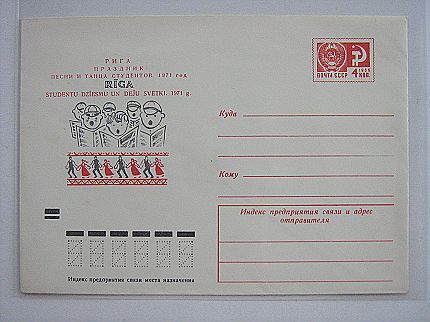 РИГА
ПРАЗДНИК
ПЕСНИ И ТАНЦА СТУДЕНТОВ. 1971 год
RĪGA
STUDENTU DZIESMU UN DEJU SVĒTKI. 1971 g.
ПОЧТА СССР
1966
4 КОП.
Куда
Кому
Индекс предприятия связи и адрес
отправителя
Индекс предприятия связи места назначения